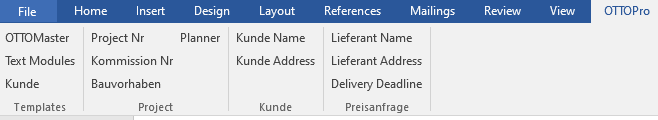 File Home Insert Design Layout References Mailings Review View OTTOPro
OTTOMaster Project Nr Planner Kunde Name Lieferant Name
Text Modules Kommission Nr Kunde Address Lieferant Address
Kunde Bauvorhaben Delivery Deadline
Templates Project Kunde Preisanfrage